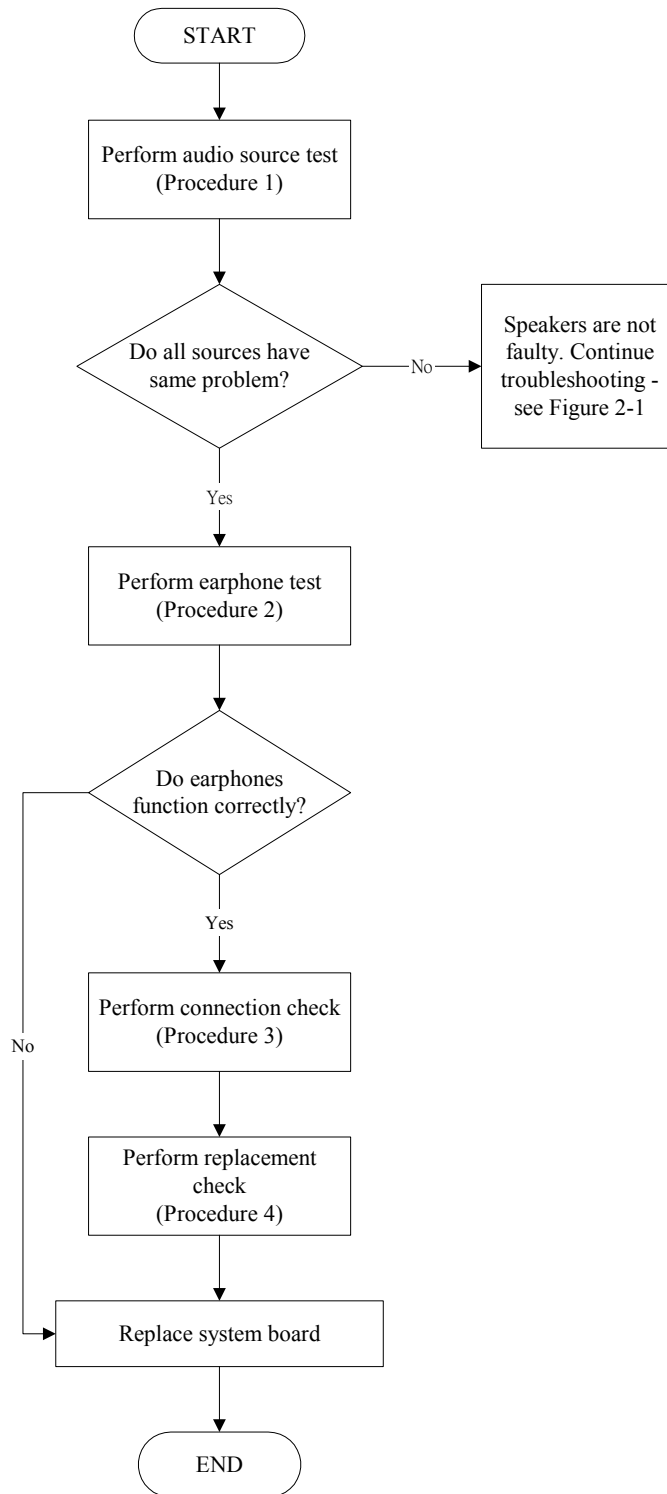 START
Perform audio source test
(Procedure 1)
Do all sources have
same problem?
No
Speakers are not
faulty. Continue
troubleshooting -
see Figure 2-1
Yes
Perform earphone test
(Procedure 2)
Do earphones
function correctly?
Yes
Perform connection check
(Procedure 3)
No
Perform replacement
check
(Procedure 4)
Replace system board
END